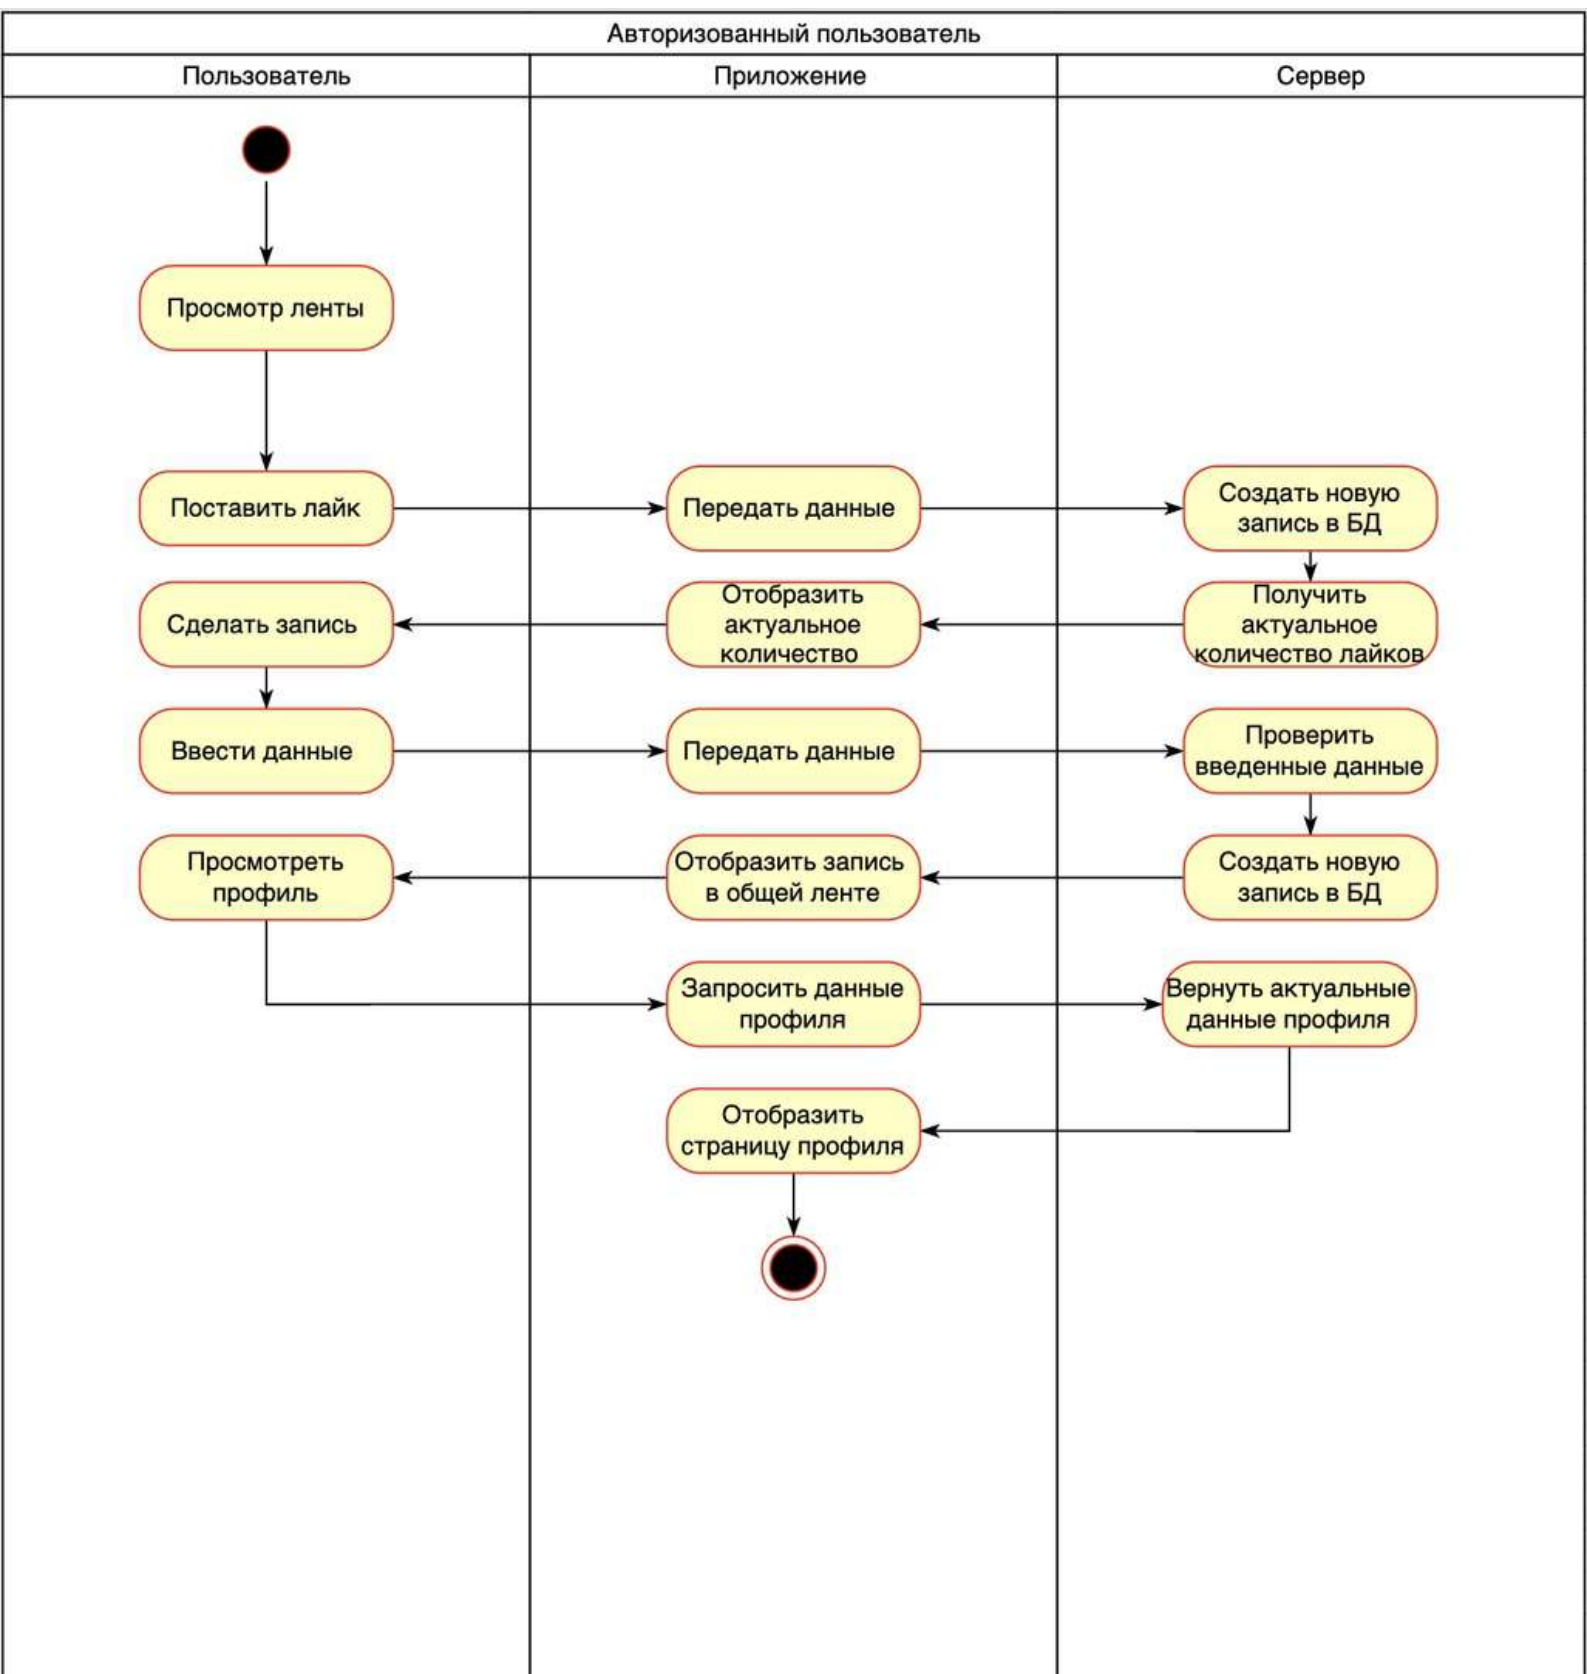 Авторизованный пользователь
Пользователь
Приложение
Сервер
Просмотр ленты
Поставить лайк
Передать данные
Создать новую
запись в БД
Сделать запись
Отобразить
актуальное
количество
Получить
актуальное
количество лайков
Ввести данные
Передать данные
Проверить
введенные данные
Просмотреть
профиль
Отобразить запись
в общей ленте
Создать новую
запись в БД
Запросить данные
профиля
Вернуть актуальные
данные профиля
Отобразить
страницу профиля